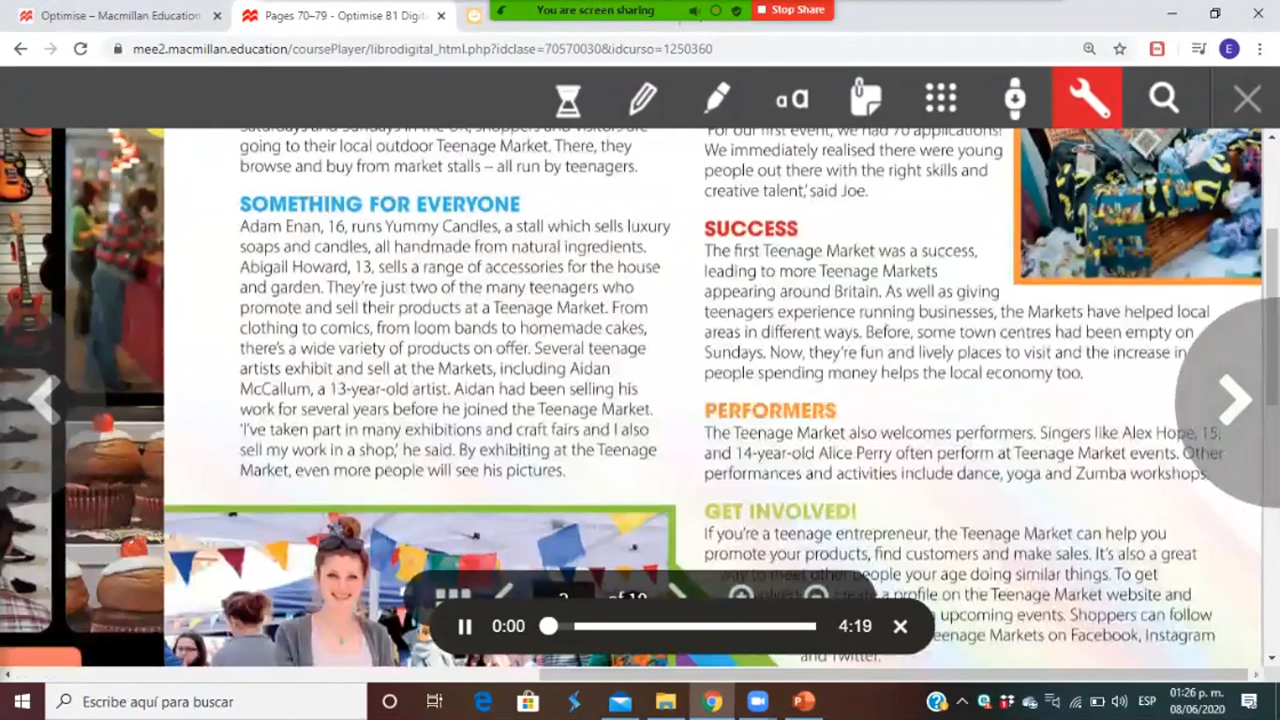 Optimise – Macmillan Education
Pages 70–79 - Optimise B1 Digit
You are screen sharing
Stop Share
mee2.macmillan.education/coursePlayer/librodigital_html.php?idclase=70570030&idcurso=1250360
E
aa
Saturdays and Sundays in the UK, shoppers and visitors are
going to their local outdoor Teenage Market. There, they
browse and buy from market stalls – all run by teenagers.
SOMETHING FOR EVERYONE
Adam Enan, 16, runs Yummy Candles, a stall which sells luxury
soaps and candles, all handmade from natural ingredients.
Abigail Howard, 13, sells a range of accessories for the house
and garden. They're just two of the many teenagers who
promote and sell their products at a Teenage Market. From
clothing to comics, from loom bands to homemade cakes,
there's a wide variety of products on offer. Several teenage
artists exhibit and sell at the Markets, including Aidan
McCallum, a 13-year-old artist. Aidan had been selling his
work for several years before he joined the Teenage Market.
'I've taken part in many exhibitions and craft fairs and I also
sell my work in a shop,' he said. By exhibiting at the Teenage
Market, even more people will see his pictures.
'For our first event, we had 70 applications!
We immediately realised there were young
people out there with the right skills and
creative talent,' said Joe.
SUCCESS
The first Teenage Market was a success,
leading to more Teenage Markets
appearing around Britain. As well as giving
teenagers experience running businesses, the Markets have helped local
areas in different ways. Before, some town centres had been empty on
Sundays. Now, they're fun and lively places to visit and the increase in
people spending money helps the local economy too.
PERFORMERS
The Teenage Market also welcomes performers. Singers like Alex Hope, 15,
and 14-year-old Alice Perry often perform at Teenage Market events. Other
performances and activities include dance, yoga and Zumba workshops.
GET INVOLVED!
If you're a teenage entrepreneur, the Teenage Market can help you
promote your products, find customers and make sales. It's also a great
way to meet other people your age doing similar things. To get
create a profile on the Teenage Market website and
upcoming events. Shoppers can follow
Teenage Markets on Facebook, Instagram
and Twitter.
of 10
0:00
4:19
Escribe aquí para buscar
ESP
01:26 p. m.
08/06/2020